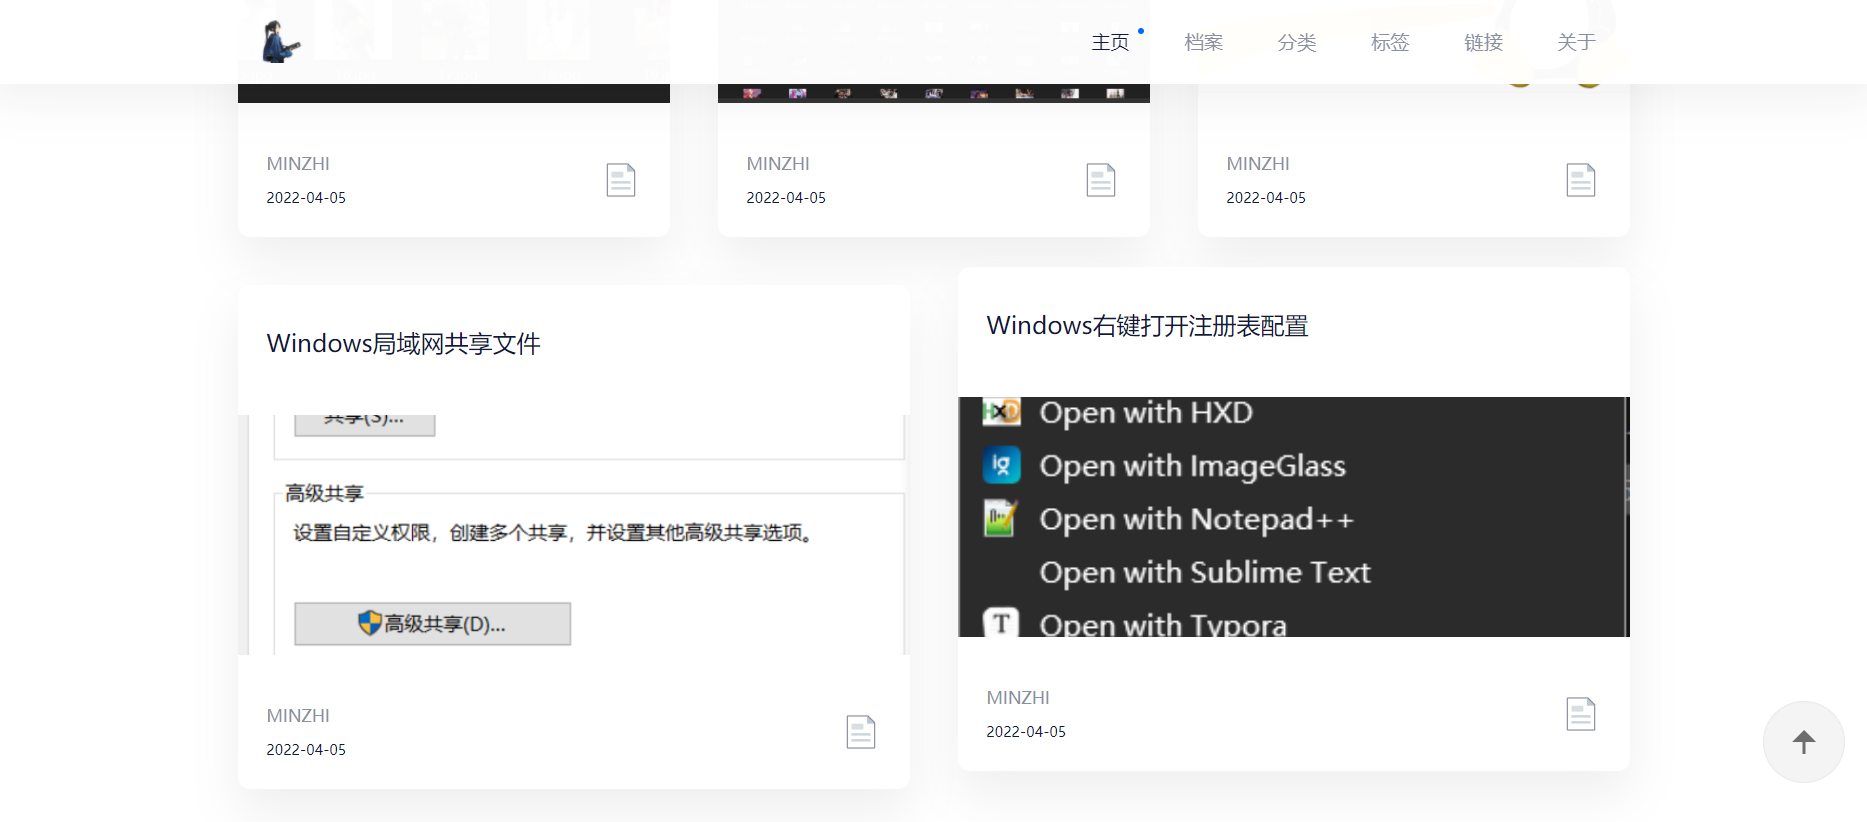 主页 档案 分类 标签 链接 关于
MINZHI
2022-04-05
MINZHI
2022-04-05
MINZHI
2022-04-05
Windows局域网共享文件
共享(S)...
高级共享
设置自定义权限，创建多个共享，并设置其他高级共享选项。
高级共享(D)...
MINZHI
2022-04-05
Windows右键打开注册表配置
HXD
Open with HXD
ig
Open with ImageGlass
Open with Notepad++
Open with Sublime Text
T
Open with Typora
MINZHI
2022-04-05